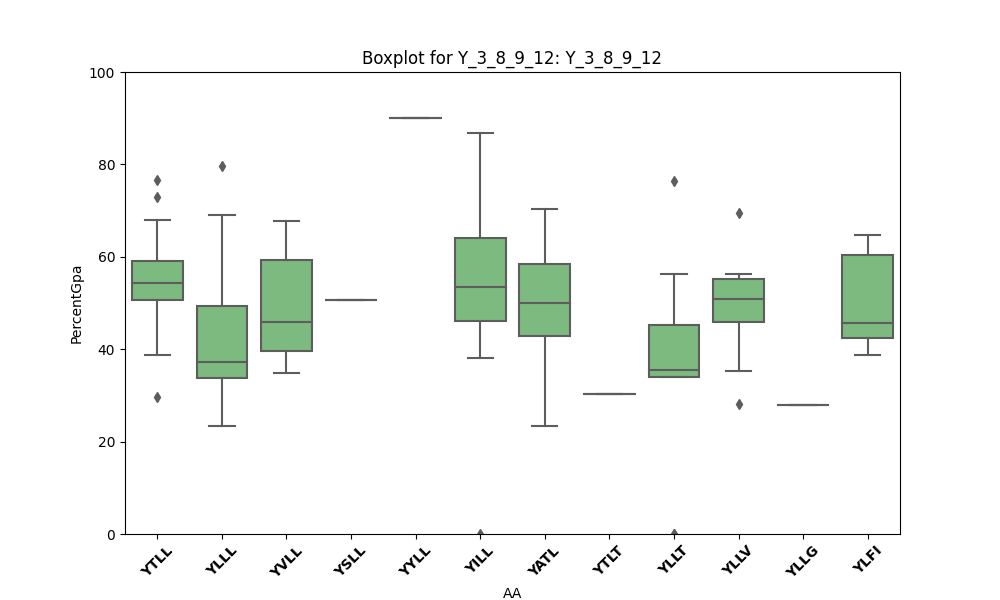 Boxplot for Y_3_8_9_12: Y_3_8_9_12
100
80
60
40
20
0
PercentGpa
YTLL YLLL YVLL YSLL YYLL YILL YATL YTLT YLLT YLLV YLLG YLFI
AA